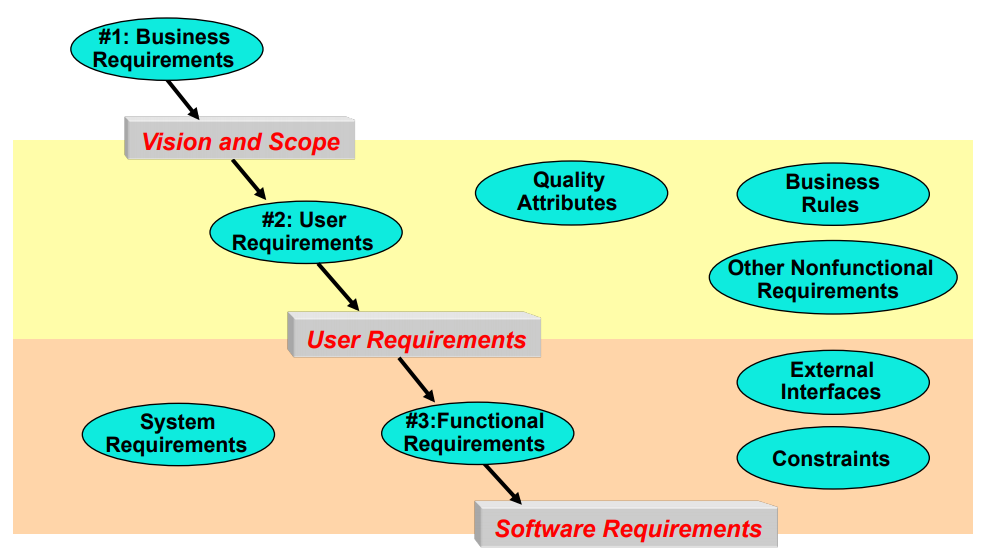 #1: Business
Requirements
Vision and Scope
Quality
Attributes
Business
Rules
#2: User
Requirements
Other Nonfunctional
Requirements
User Requirements
External
Interfaces
System
Requirements
#3:Functional
Requirements
Constraints
Software Requirements